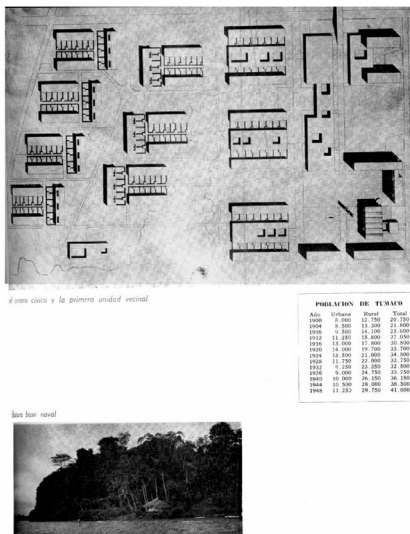 el centro cívico y la primera unidad vecinal
POBLACION DE TUMACO
Año Urbana Rural Total
1900 8.000 12.750 20.750
1904 8.500 13.300 21.800
1908 9.500 14.100 23.600
1912 11.250 15.800 27.050
1916 13.000 17.800 30.800
1920 14.000 19.700 33.700
1924 13.500 21.000 34.500
1928 11.750 22.000 33.750
1932 9.250 23.250 32.500
1936 9.000 24.750 33.750
1940 10.000 26.150 36.150
1944 10.500 28.000 38.500
1948 11.250 29.750 41.000
base naval